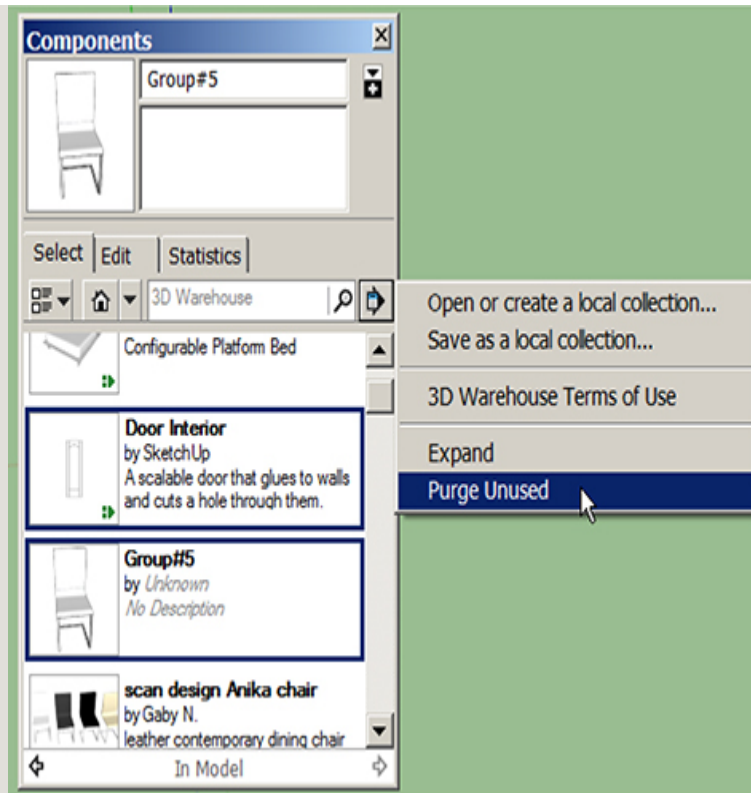 Components
Group#5
Select Edit Statistics
3D Warehouse
Configurable Platform Bed
Door Interior
by SketchUp
A scalable door that glues to walls
and cuts a hole through them.
Group#5
by Unknown
No Description
scan design Anika chair
by Gaby N.
leather contemporary dining chair
In Model
Open or create a local collection...
Save as a local collection...
3D Warehouse Terms of Use
Expand
Purge Unused